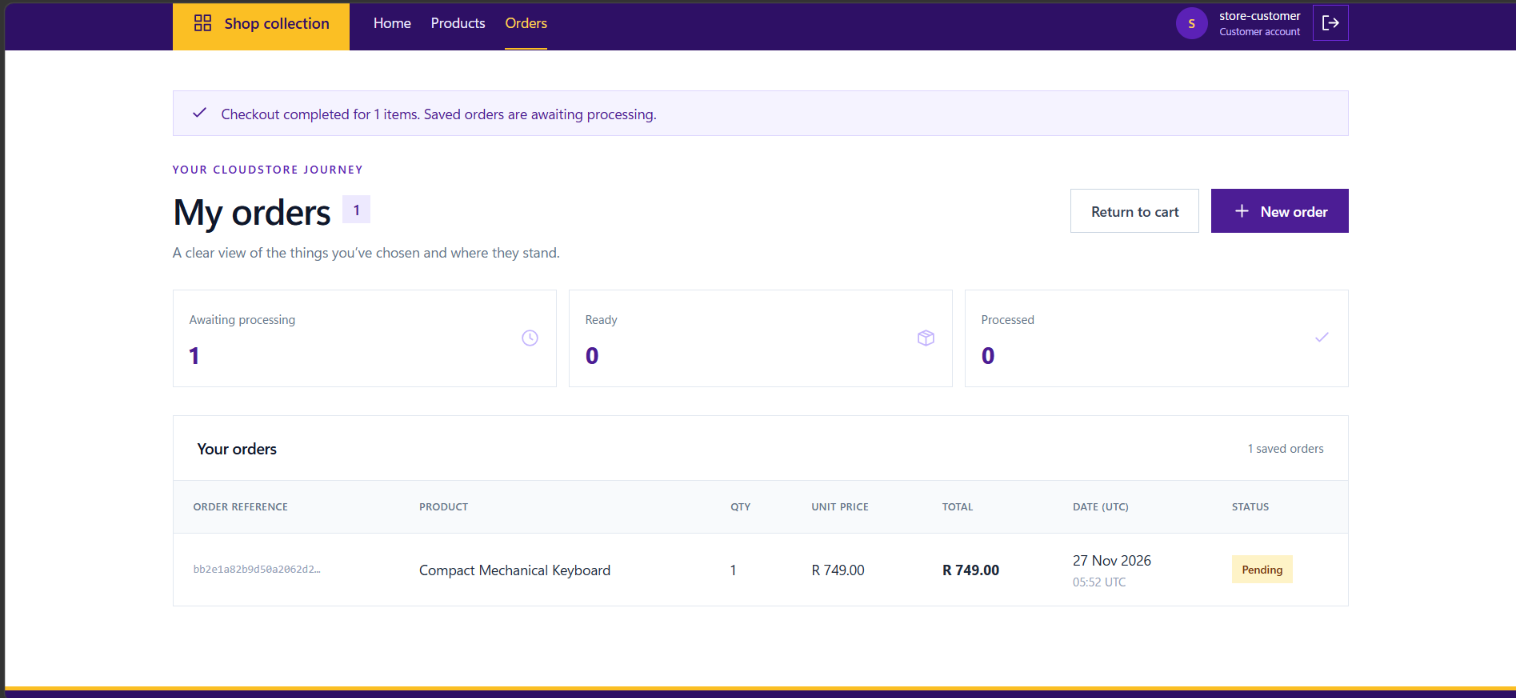 Shop collection
Home Products Orders
S
store-customer
Customer account
Checkout completed for 1 items. Saved orders are awaiting processing.
YOUR CLOUDSTORE JOURNEY
My orders 1
Return to cart
+ New order
A clear view of the things you've chosen and where they stand.
Awaiting processing
1
Ready
0
Processed
0
Your orders
1 saved orders
ORDER REFERENCE PRODUCT QTY UNIT PRICE TOTAL DATE (UTC) STATUS
bb2e1a82b9d50a2062d2… Compact Mechanical Keyboard 1 R 749.00 R 749.00 27 Nov 2026 Pending
05:52 UTC